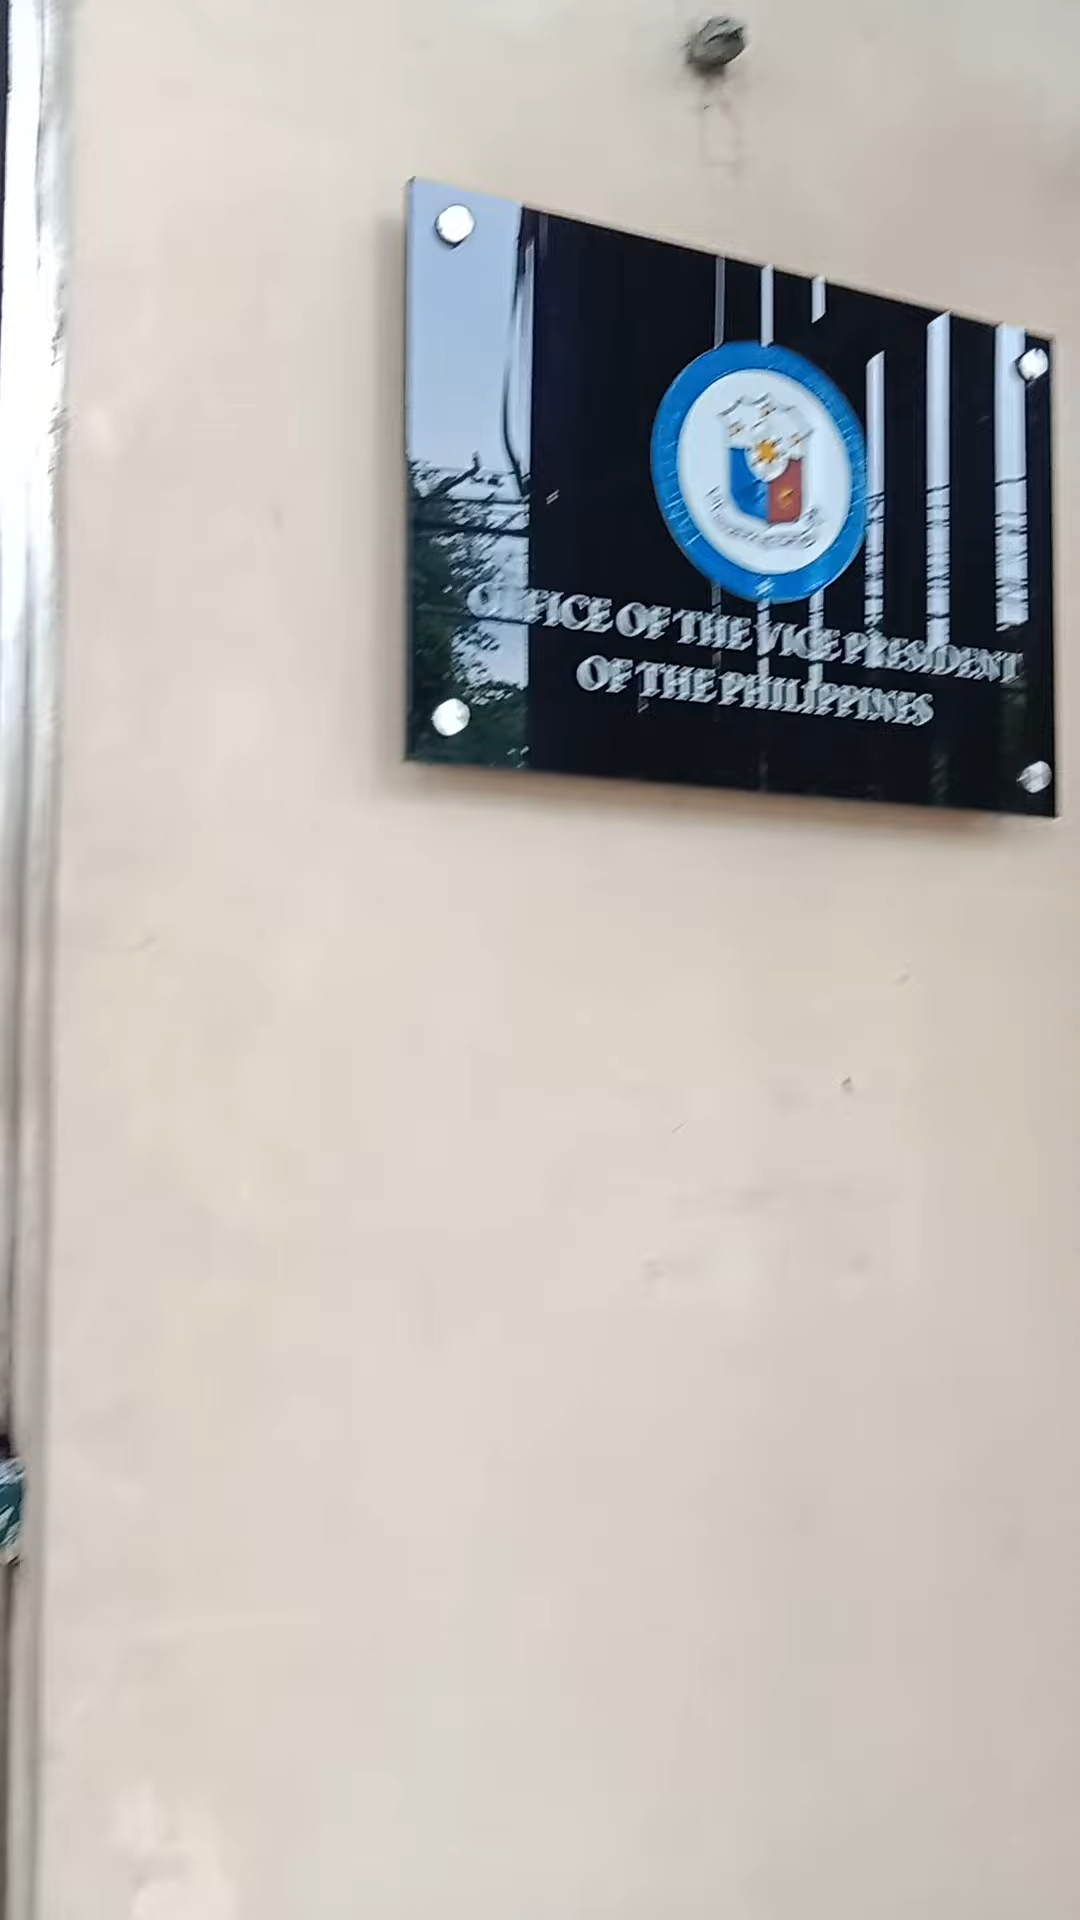 OFFICE OF THE VICE PRESIDENT
OF THE PHILIPPINES